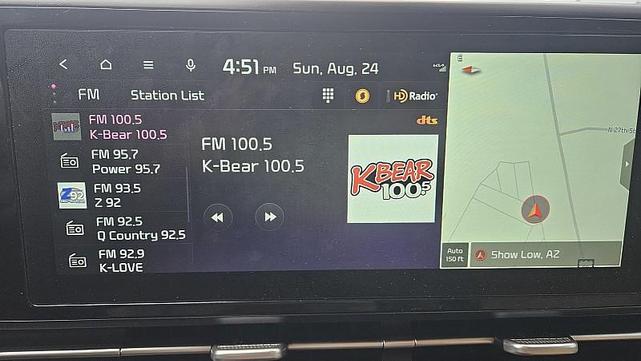 4:51 PM Sun, Aug, 24
FM Station List
HD Radio
dts
FM 100.5
K-Bear 100.5
FM 95.7
Power 95.7
FM 93.5
Z 92
FM 92.5
Q Country 92.5
FM 92.9
K-LOVE
FM 100.5
K-Bear 100.5
KBEAR
100.5
Z92
Auto
150 ft
Show Low, AZ